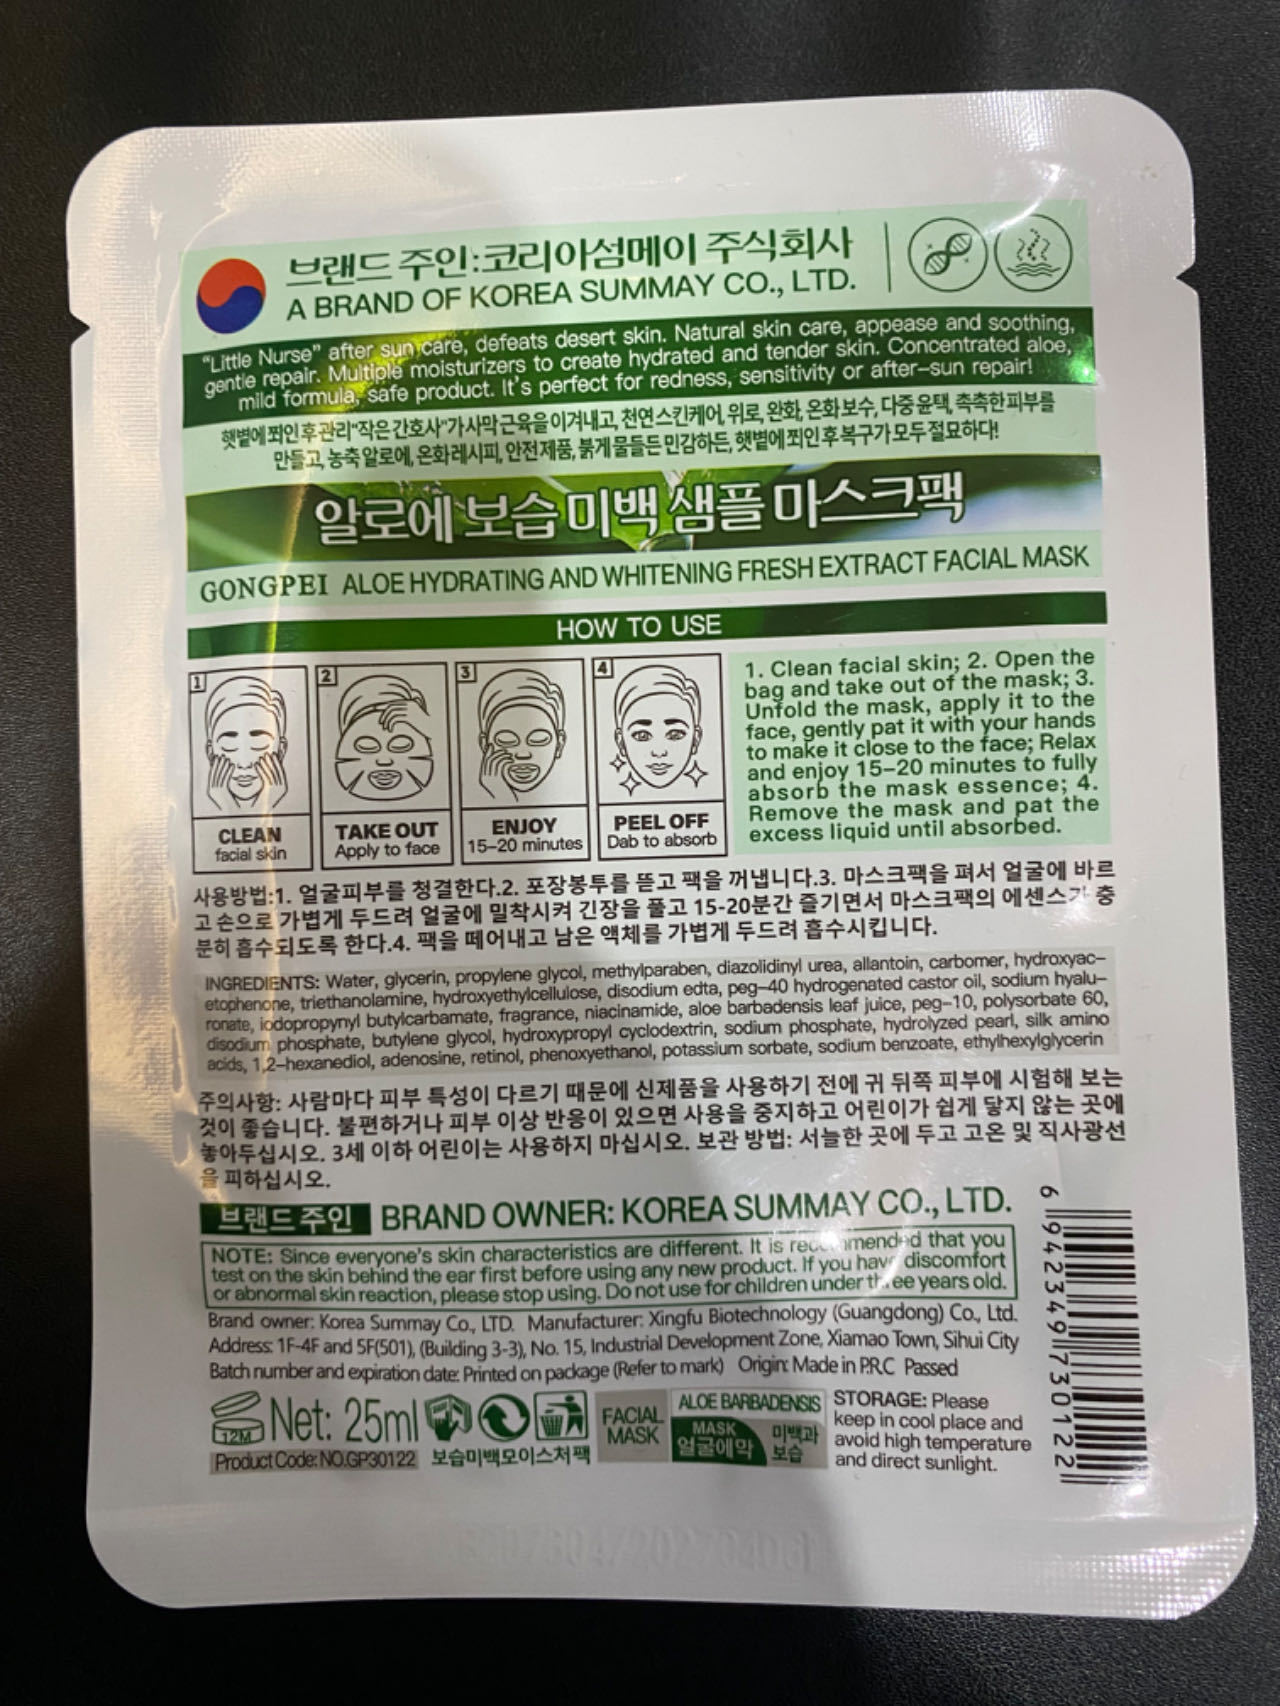 브랜드 주인:코리아섬메이 주식회사
A BRAND OF KOREA SUMMAY CO., LTD.
“Little Nurse” after sun care, defeats desert skin. Natural skin care, appease and soothing,
gentle repair. Multiple moisturizers to create hydrated and tender skin. Concentrated aloe,
mild formula, safe product. It's perfect for redness, sensitivity or after-sun repair!
햇볕에 쬐인 후 관리“작은 간호사”가 사막 근육을 이겨내고, 천연 스킨케어, 위로, 완화, 온화 보수, 다중 윤택, 촉촉한 피부를
만들고, 농축 알로에, 온화 레시피, 안전 제품, 붉게 물들든 민감하든, 햇볕에 쬐인 후 복구가 모두 절묘하다!
알로에 보습 미백 샘플 마스크팩
GONGPEI ALOE HYDRATING AND WHITENING FRESH EXTRACT FACIAL MASK
HOW TO USE
1
2
3
4
CLEAN
facial skin
TAKE OUT
Apply to face
ENJOY
15-20 minutes
PEEL OFF
Dab to absorb
1. Clean facial skin; 2. Open the
bag and take out of the mask; 3.
Unfold the mask, apply it to the
face, gently pat it with your hands
to make it close to the face; Relax
and enjoy 15-20 minutes to fully
absorb the mask essence; 4.
Remove the mask and pat the
excess liquid until absorbed.
사용방법:1. 얼굴피부를 청결한다.2. 포장봉투를 뜯고 팩을 꺼냅니다.3. 마스크팩을 펴서 얼굴에 바르
고 손으로 가볍게 두드려 얼굴에 밀착시켜 긴장을 풀고 15-20분간 즐기면서 마스크팩의 에센스가 충
분히 흡수되도록 한다.4. 팩을 떼어내고 남은 액체를 가볍게 두드려 흡수시킵니다.
INGREDIENTS: Water, glycerin, propylene glycol, methylparaben, diazolidinyl urea, allantoin, carbomer, hydroxyac-
etophenone, triethanolamine, hydroxyethylcellulose, disodium edta, peg-40 hydrogenated castor oil, sodium hyalu-
ronate, iodopropynyl butylcarbamate, fragrance, niacinamide, aloe barbadensis leaf juice, peg-10, polysorbate 60,
disodium phosphate, butylene glycol, hydroxypropyl cyclodextrin, sodium phosphate, hydrolyzed pearl, silk amino
acids, 1,2-hexanediol, adenosine, retinol, phenoxyethanol, potassium sorbate, sodium benzoate, ethylhexylglycerin
주의사항: 사람마다 피부 특성이 다르기 때문에 신제품을 사용하기 전에 귀 뒤쪽 피부에 시험해 보는
것이 좋습니다. 불편하거나 피부 이상 반응이 있으면 사용을 중지하고 어린이가 쉽게 닿지 않는 곳에
놓아두십시오. 3세 이하 어린이는 사용하지 마십시오. 보관 방법: 서늘한 곳에 두고 고온 및 직사광선
을 피하십시오.
브랜드 주인 BRAND OWNER: KOREA SUMMAY CO., LTD.
NOTE: Since everyone's skin characteristics are different. It is recommended that you
test on the skin behind the ear first before using any new product. If you have discomfort
or abnormal skin reaction, please stop using. Do not use for children under three years old.
Brand owner: Korea Summay Co., LTD. Manufacturer: Xingfu Biotechnology (Guangdong) Co., Ltd.
Address: 1F-4F and 5F(501), (Building 3-3), No. 15, Industrial Development Zone, Xiamao Town, Sihui City
Batch number and expiration date: Printed on package (Refer to mark) Origin: Made in P.R.C Passed
12M
Net: 25ml
Product Code: NO.GP30122
보습미백모이스처 팩
FACIAL
MASK
ALOE BARBADENSIS
MASK
얼굴에막
미백과
보습
STORAGE: Please
keep in cool place and
avoid high temperature
and direct sunlight.
6 942349 730122